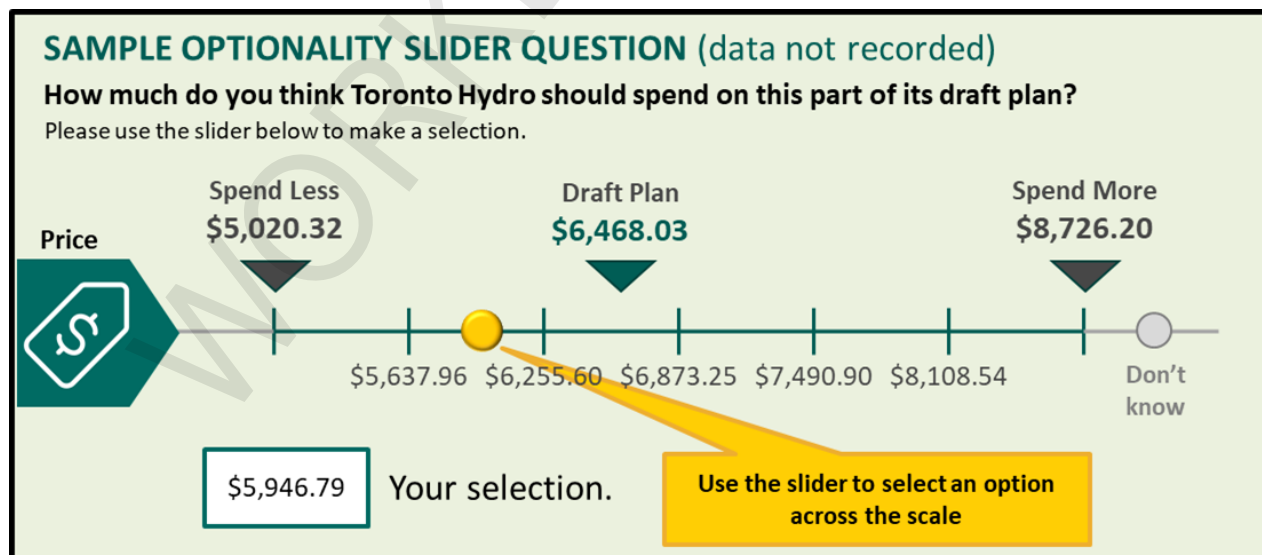 SAMPLE OPTIONALITY SLIDER QUESTION (data not recorded)
How much do you think Toronto Hydro should spend on this part of its draft plan?
Please use the slider below to make a selection.
Spend Less
$5,020.32
Draft Plan
$6,468.03
Spend More
$8,726.20
Price
$
$5,637.96 $6,255.60 $6,873.25 $7,490.90 $8,108.54
Don't
know
$5,946.79 Your selection.
Use the slider to select an option
across the scale